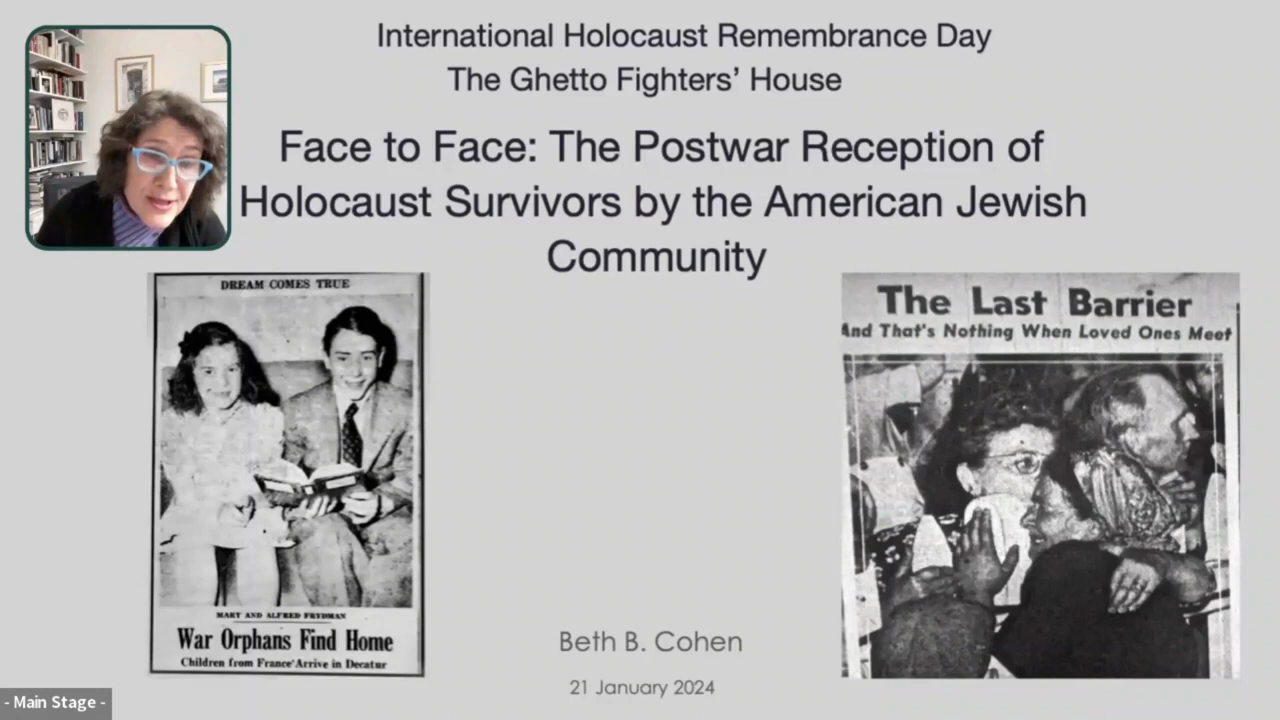 International Holocaust Remembrance Day
The Ghetto Fighters' House
Face to Face: The Postwar Reception of
Holocaust Survivors by the American Jewish
Community
DREAM COMES TRUE
MARY AND ALFRED FRYDMAN
War Orphans Find Home
Children from France Arrive in Decatur
The Last Barrier
And That's Nothing When Loved Ones Meet
Beth B. Cohen
21 January 2024
- Main Stage -